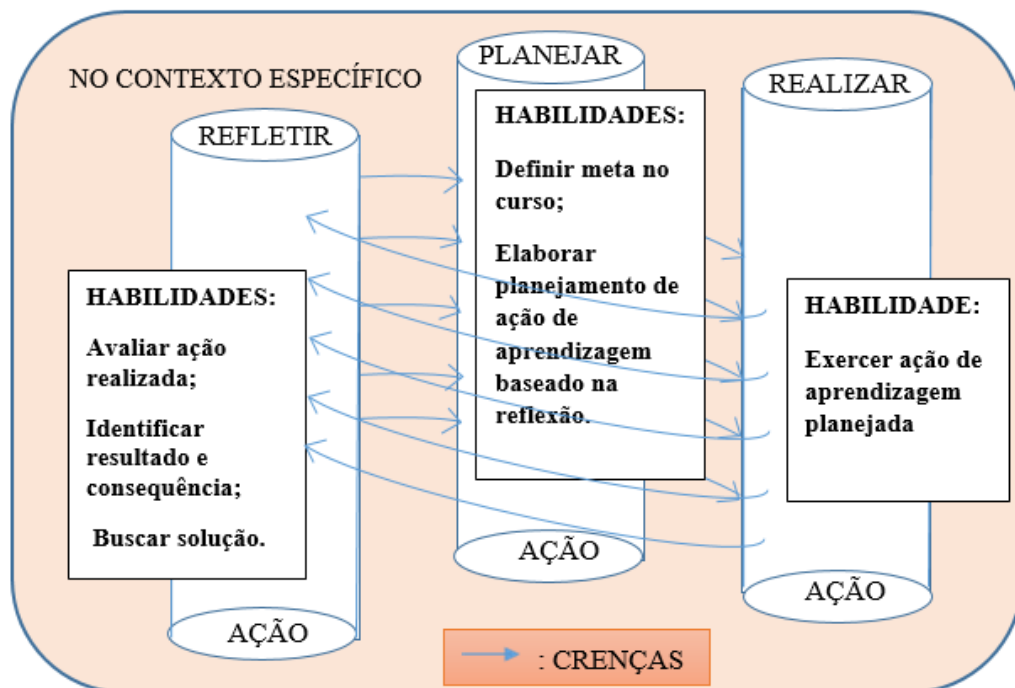 NO CONTEXTO ESPECÍFICO
REFLETIR
HABILIDADES:
Avaliar ação
realizada;
Identificar
resultado e
consequência;
Buscar solução.
AÇÃO
PLANEJAR
HABILIDADES:
Definir meta no
curso;
Elaborar
planejamento de
ação de
aprendizagem
baseado na
reflexão.
AÇÃO
REALIZAR
HABILIDADE:
Exercer ação de
aprendizagem
planejada
AÇÃO
: CRENÇAS